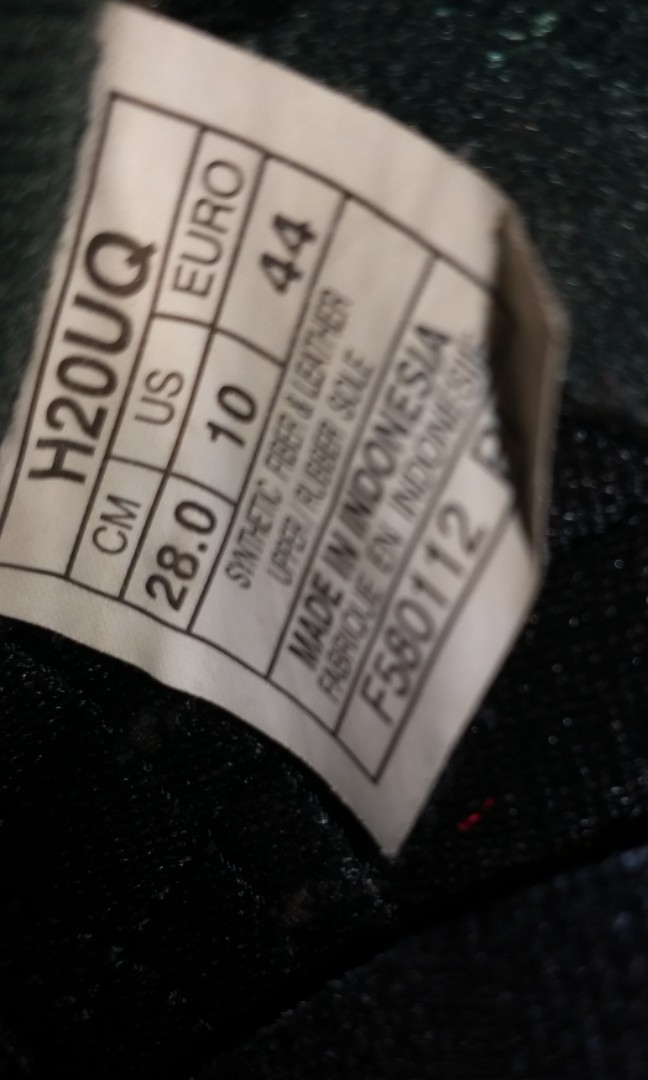 H20UQ
CM US EURO
28.0 10 44
SYNTHETIC FIBER & LEATHER
UPPER / RUBBER SOLE
MADE IN INDONESIA
FABRIQUE EN INDONESIE
F580112